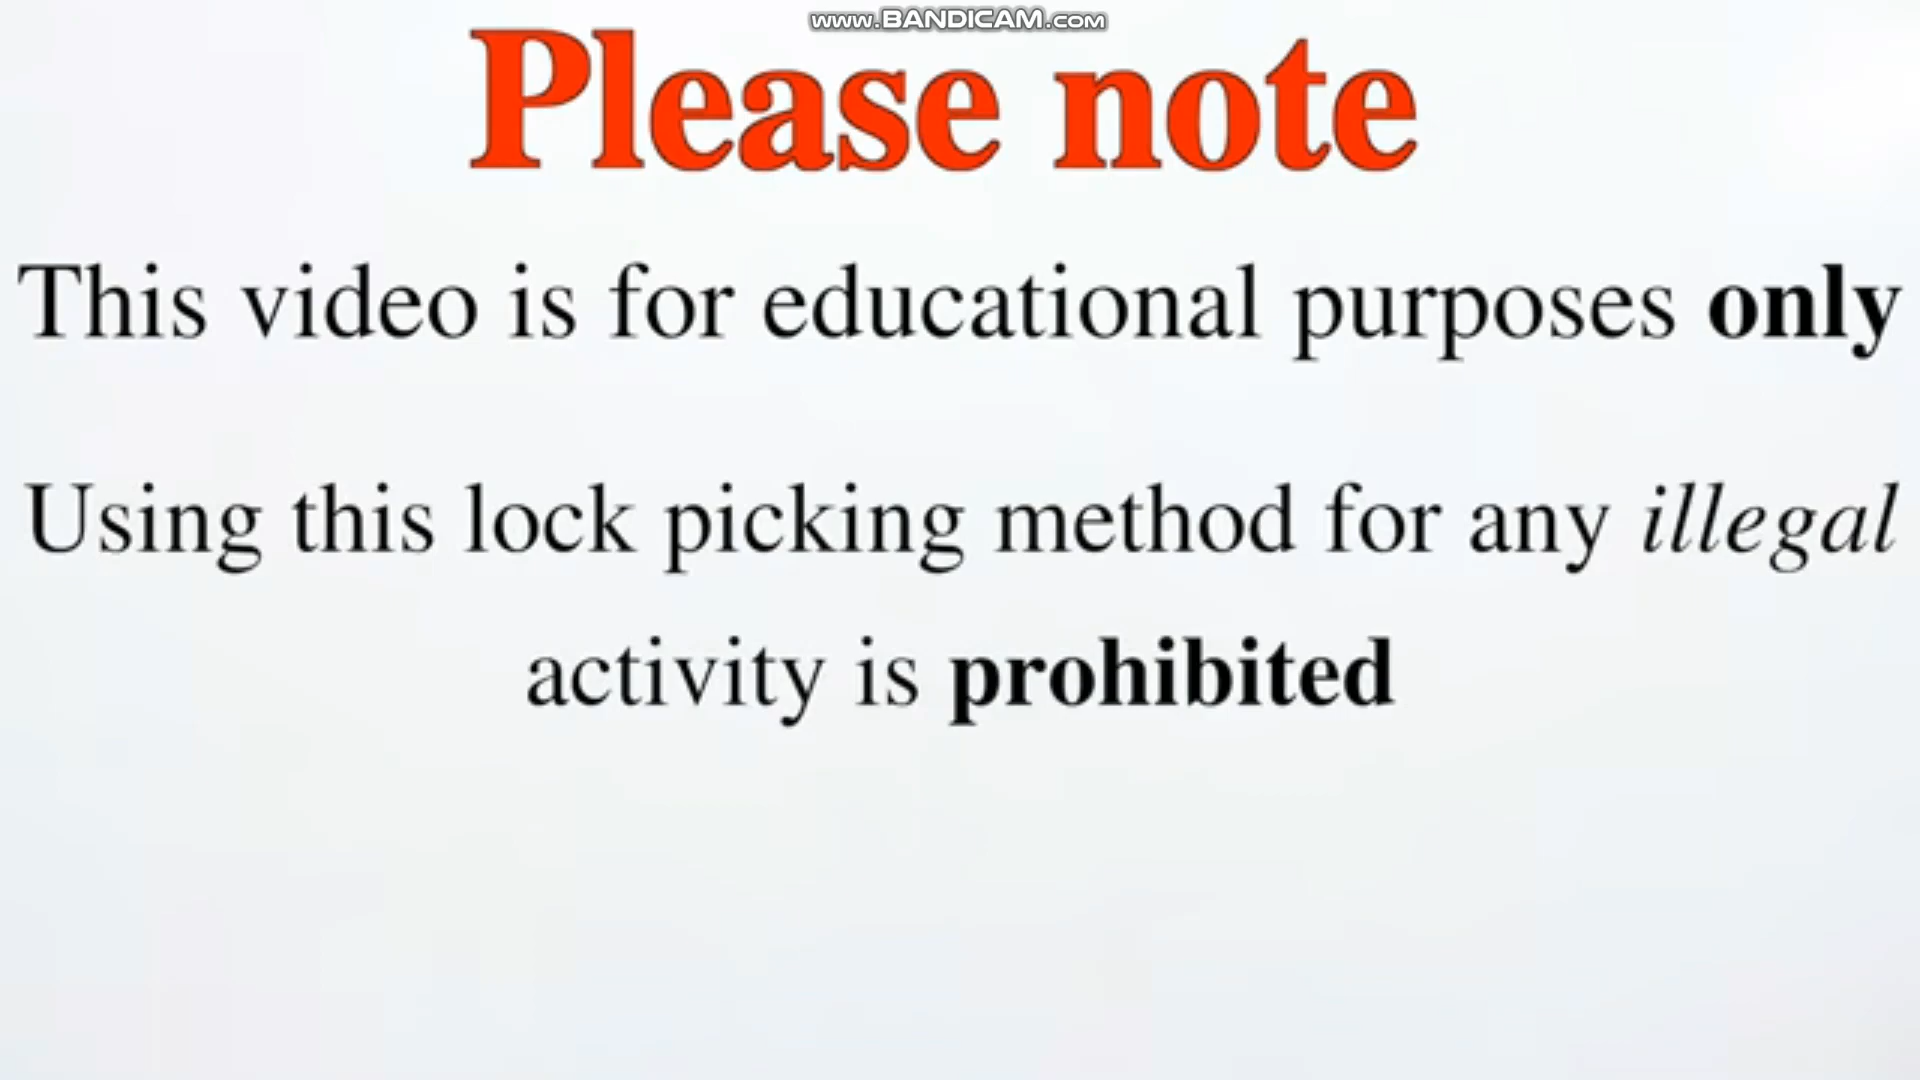 www.BANDICAM.com
Please note
This video is for educational purposes only
Using this lock picking method for any illegal
activity is prohibited